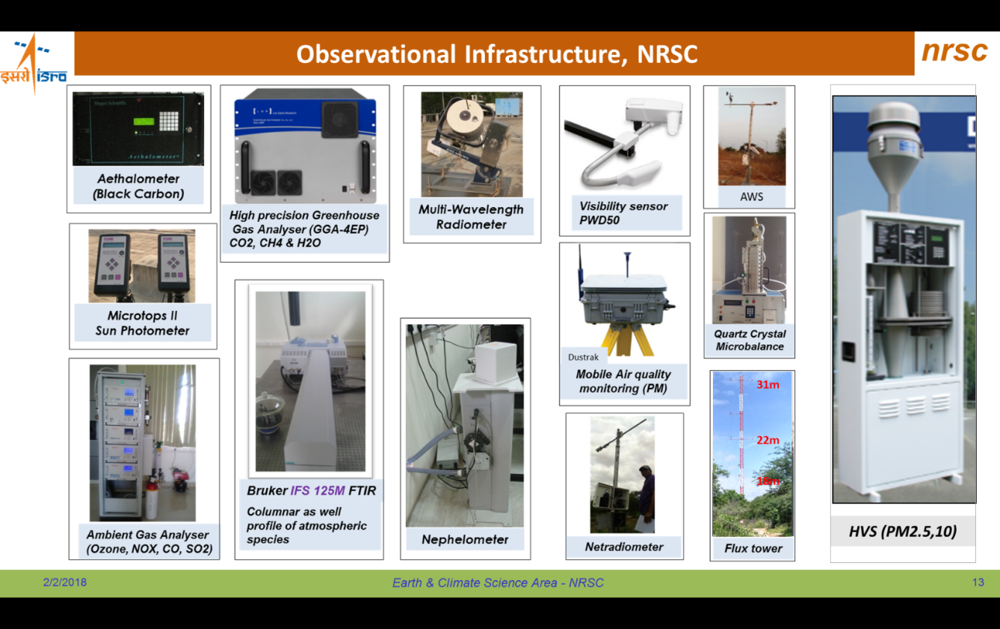 Observational Infrastructure, NRSC
nrsc
इसरो isro
Magee Scientific
Aethalometer
Aethalometer
(Black Carbon)
High precision Greenhouse
Gas Analyser (GGA-4EP)
CO2, CH4 & H2O
Multi-Wavelength
Radiometer
Visibility sensor
PWD50
AWS
Microtops II
Sun Photometer
Quartz Crystal
Microbalance
Dustrak
Mobile Air quality
monitoring (PM)
31m
22m
18m
Bruker IFS 125M FTIR
Columnar as well
profile of atmospheric
species
Ambient Gas Analyser
(Ozone, NOX, CO, SO2)
Nephelometer
Netradiometer
Flux tower
HVS (PM2.5,10)
2/2/2018
Earth & Climate Science Area - NRSC
13